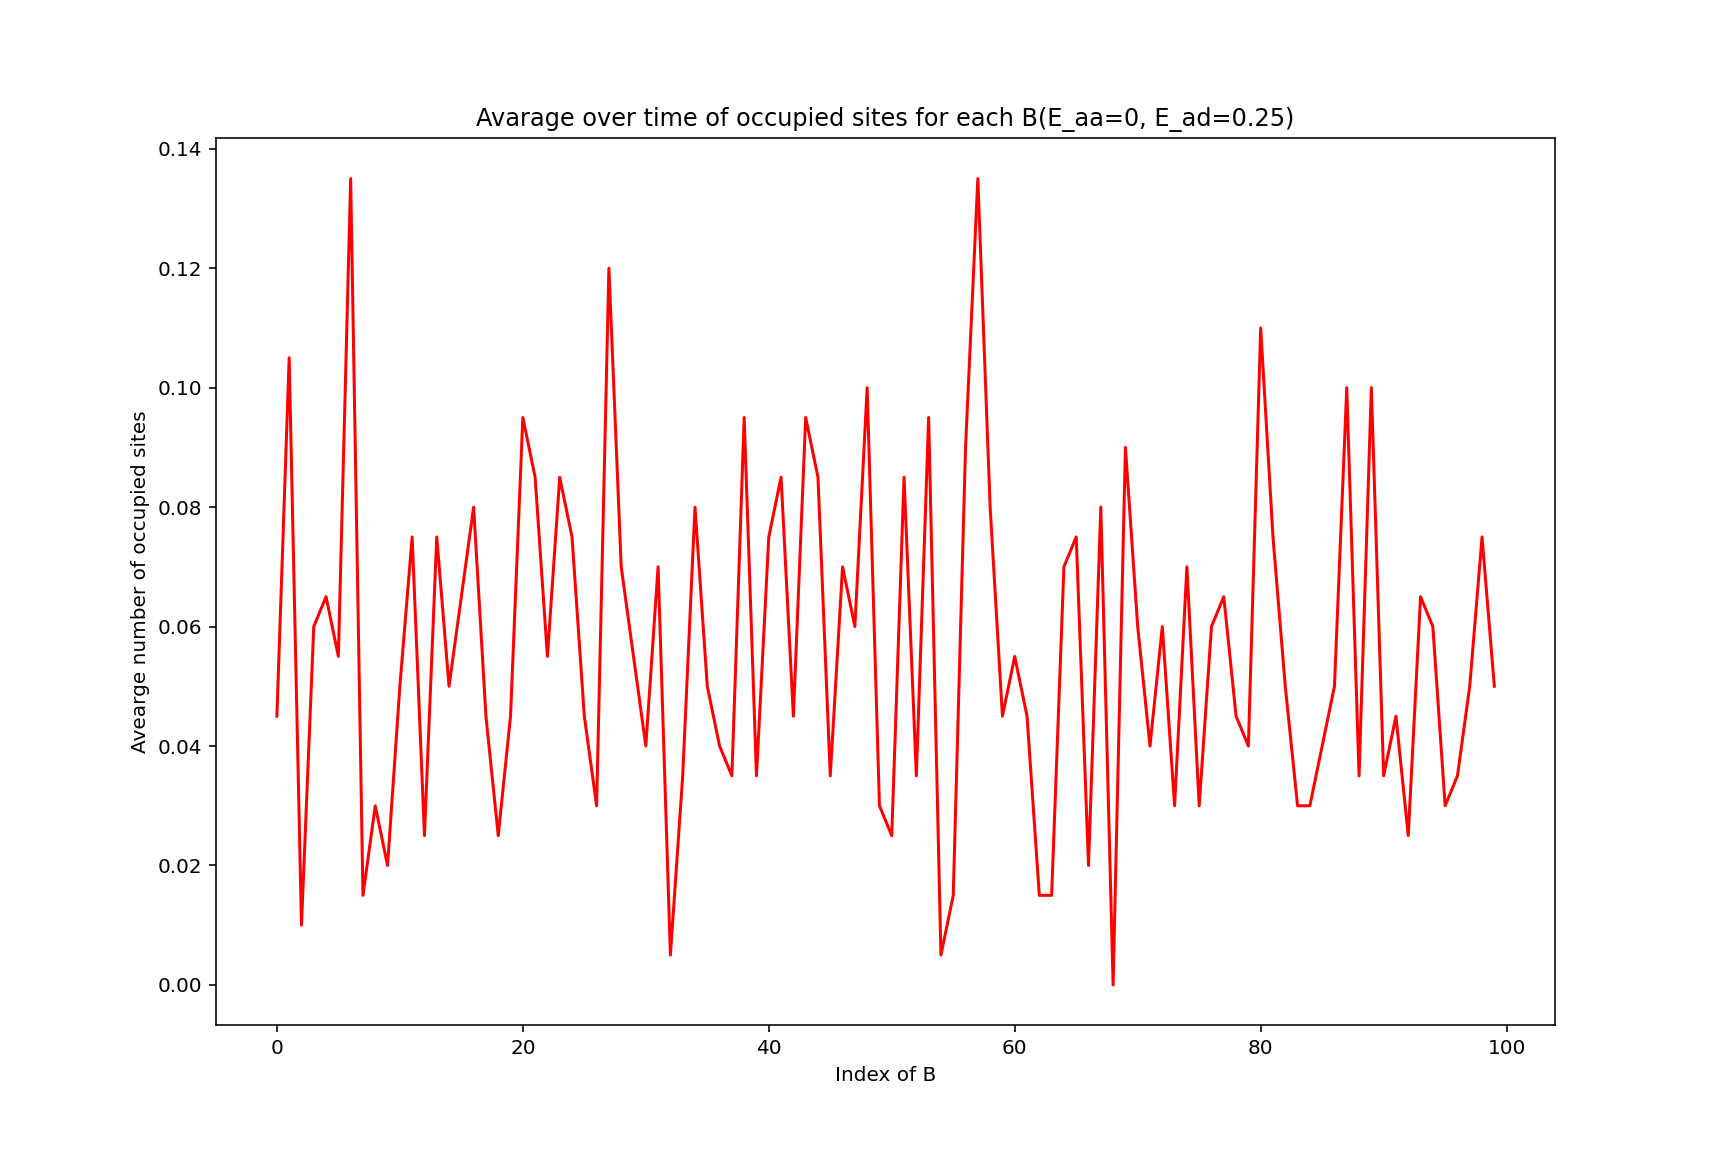 Avarage over time of occupied sites for each B(E_aa=0, E_ad=0.25)
0.14
0.12
0.10
0.08
0.06
0.04
0.02
0.00
Avearge number of occupied sites
0 20 40 60 80 100
Index of B